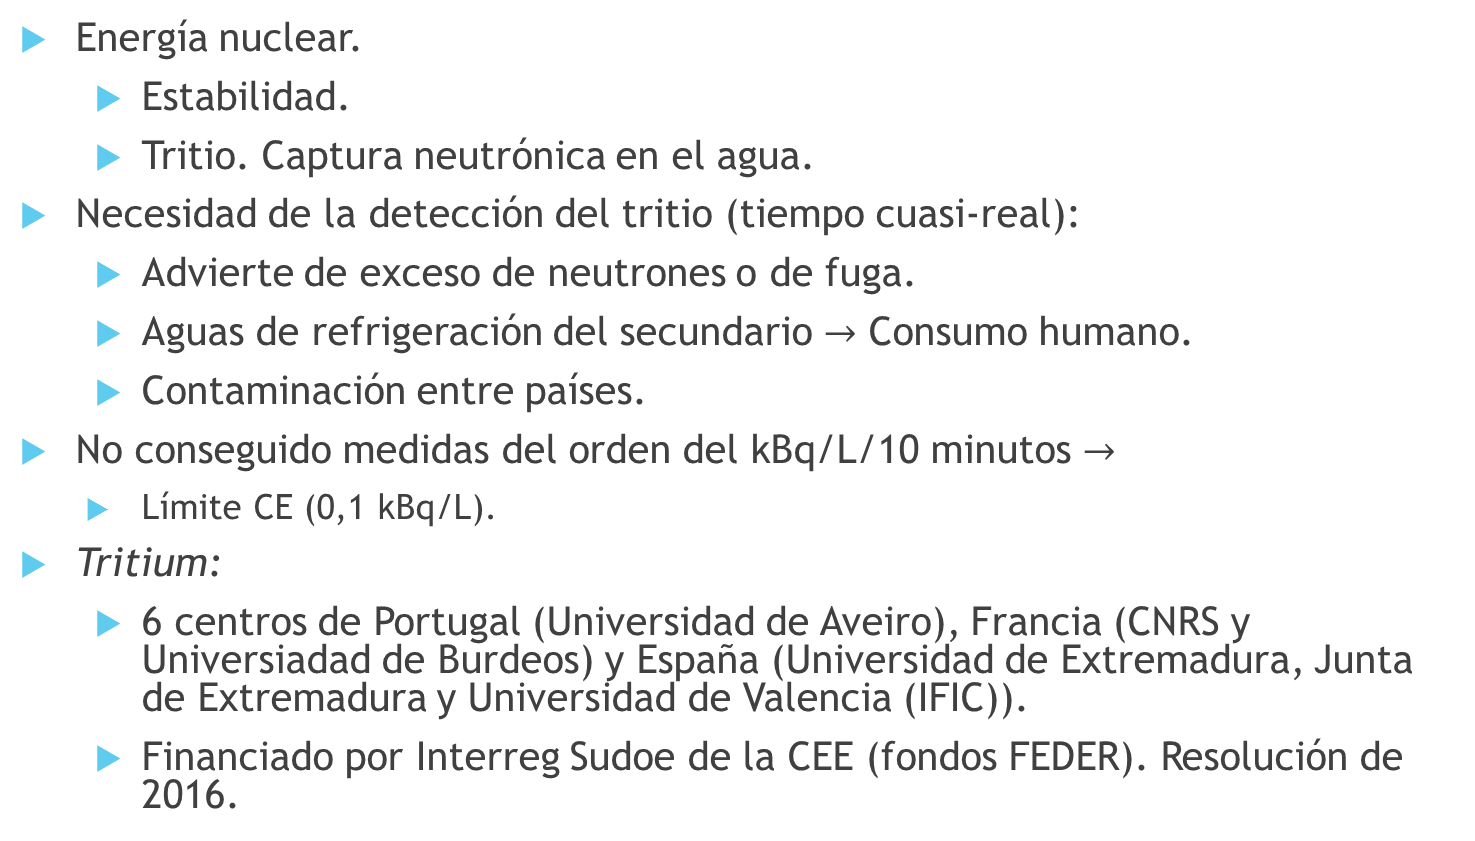 Energía nuclear.
Estabilidad.
Tritio. Captura neutrónica en el agua.
Necesidad de la detección del tritio (tiempo cuasi-real):
Advierte de exceso de neutrones o de fuga.
Aguas de refrigeración del secundario → Consumo humano.
Contaminación entre países.
No conseguido medidas del orden del kBq/L/10 minutos →
Límite CE (0,1 kBq/L).
Tritium:
6 centros de Portugal (Universidad de Aveiro), Francia (CNRS y
Universiadad de Burdeos) y España (Universidad de Extremadura, Junta
de Extremadura y Universidad de Valencia (IFIC)).
Financiado por Interreg Sudoe de la CEE (fondos FEDER). Resolución de
2016.